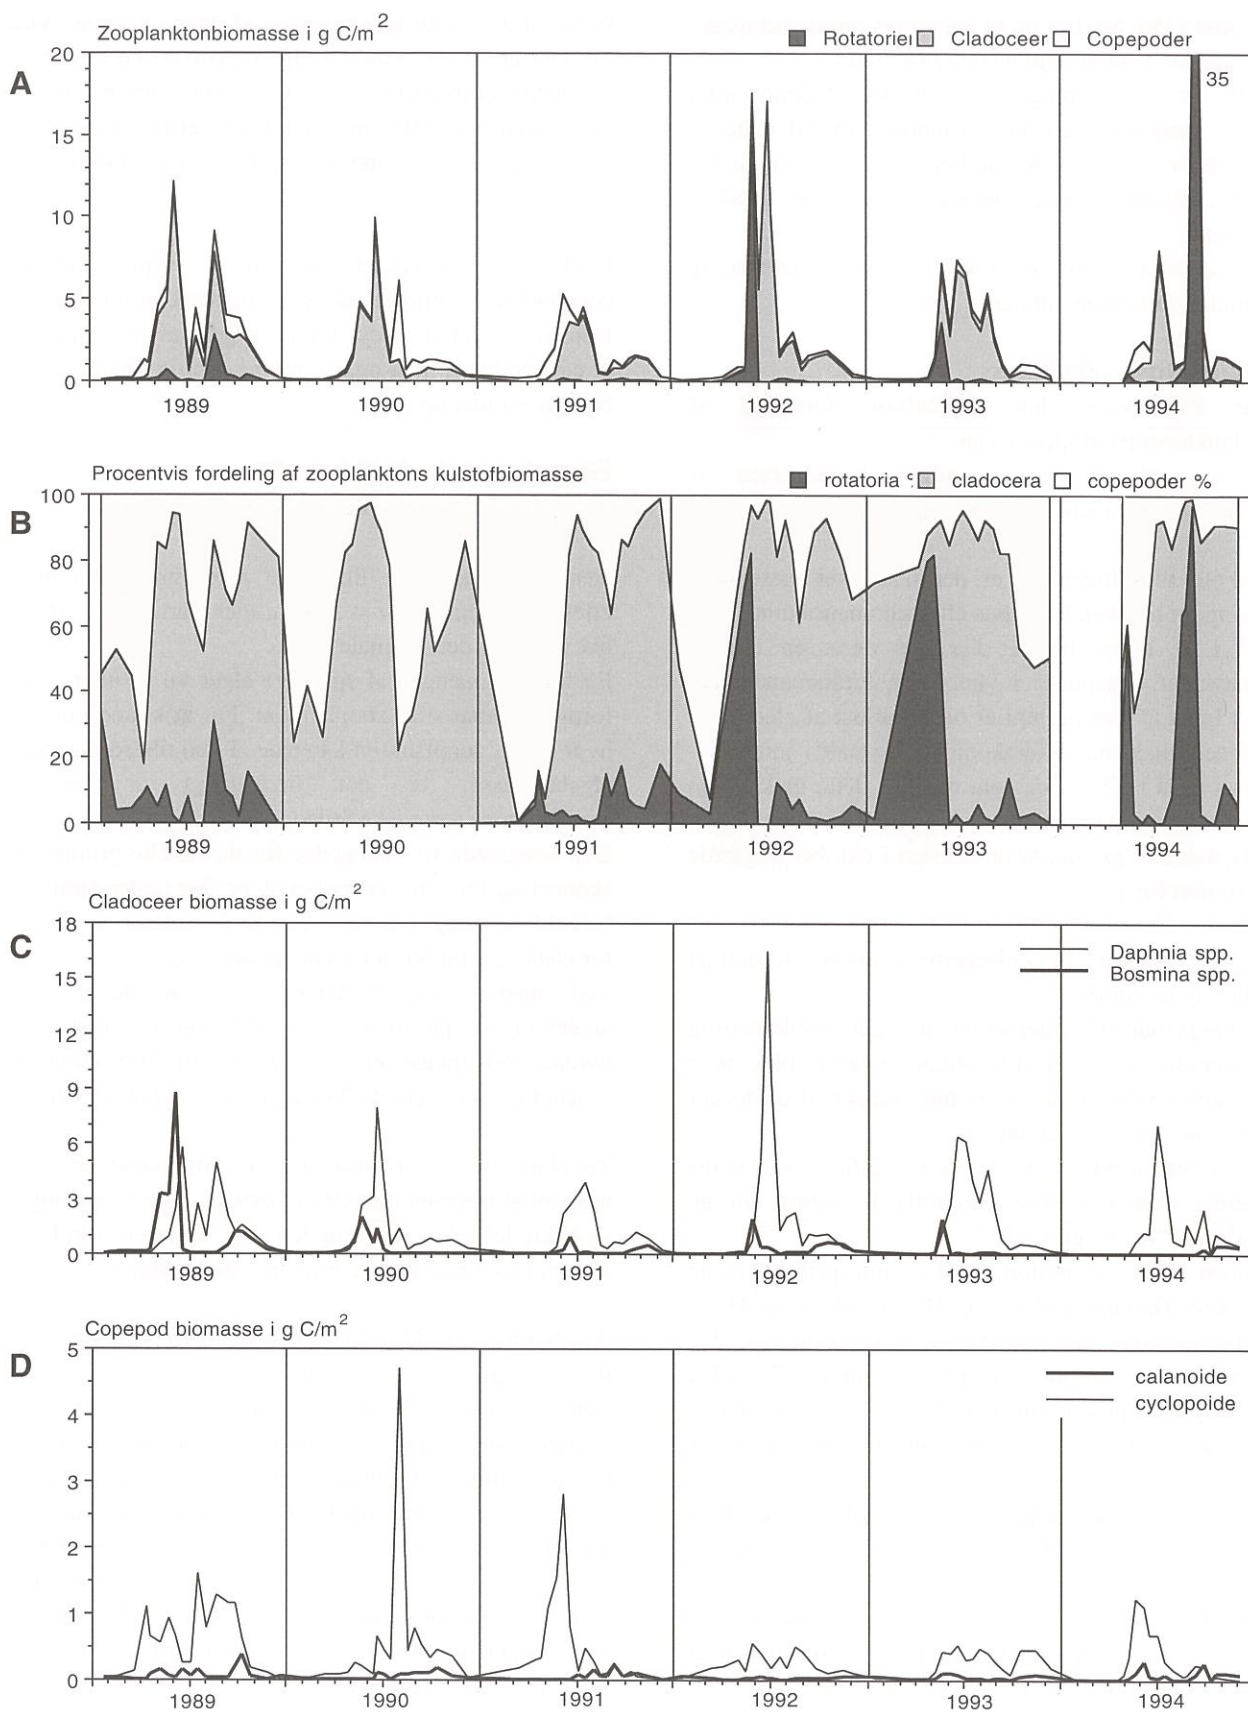 Zooplanktonbiomasse i g C/m2
Rotatorier Cladoceer Copepoder
A
20
35
15
10
5
0
1989 1990 1991 1992 1993 1994
Procentvis fordeling af zooplanktons kulstofbiomasse
rotatoria % cladocera copepoder %
B
100
80
60
40
20
0
1989 1990 1991 1992 1993 1994
Cladoceer biomasse i g C/m2
C
18
Daphnia spp.
Bosmina spp.
15
12
9
6
3
0
1989 1990 1991 1992 1993 1994
Copepod biomasse i g C/m2
D
5
calanoide
cyclopoide
4
3
2
1
0
1989 1990 1991 1992 1993 1994